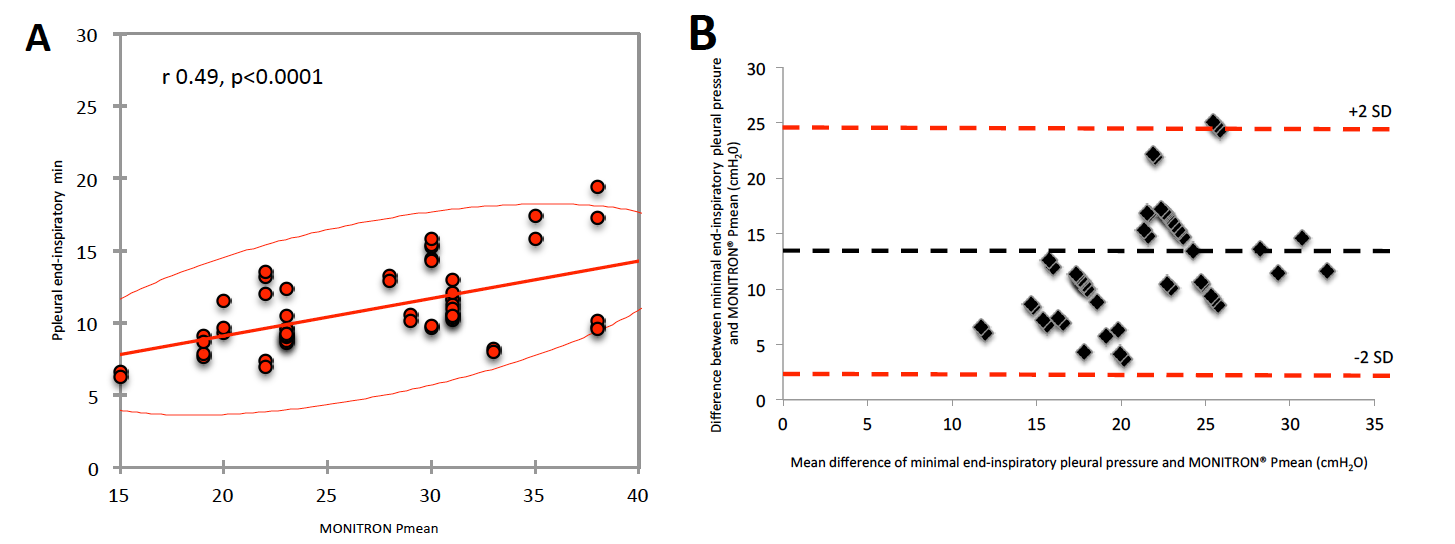 A
30
25
20
15
10
5
0
r 0.49, p<0.0001
Ppleural end-inspiratory min
15 20 25 30 35 40
MONITRON Pmean
B
30
25
20
15
10
5
0
+2 SD
-2 SD
Difference between minimal end-inspiratory pleural pressure
and MONITRON® Pmean (cmH₂0)
0 5 10 15 20 25 30 35
Mean difference of minimal end-inspiratory pleural pressure and MONITRON® Pmean (cmH₂O)